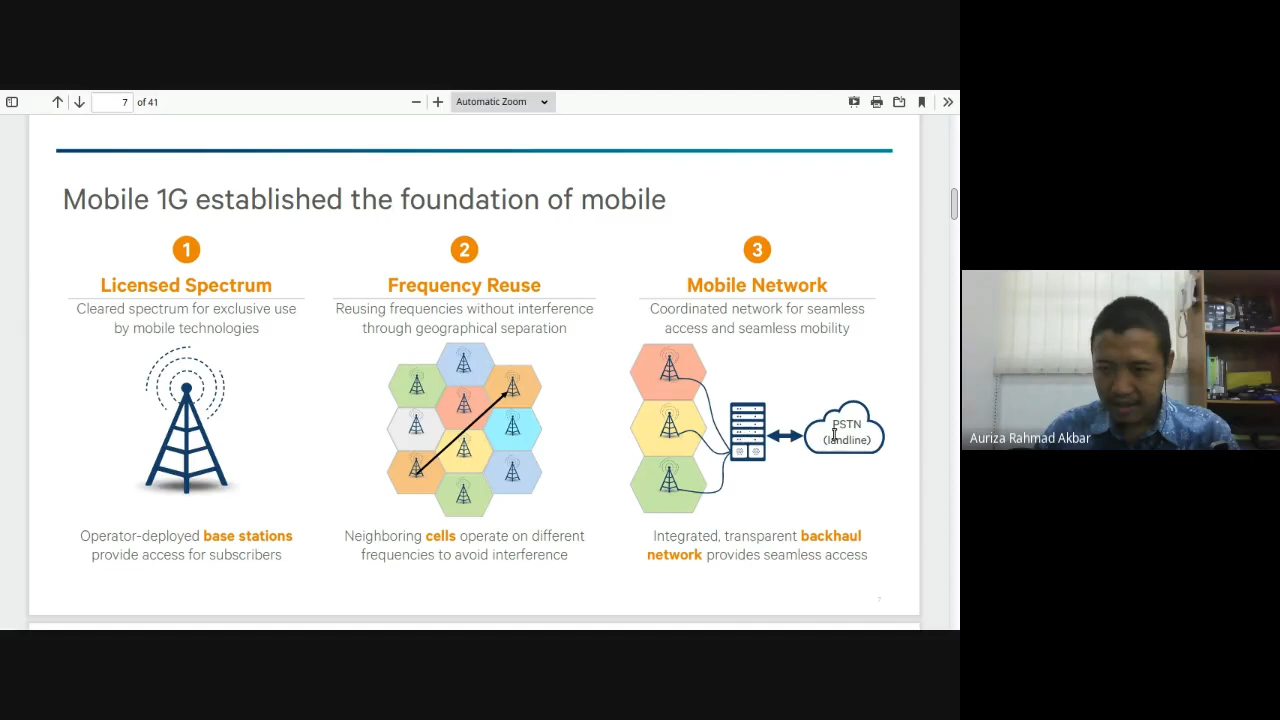 7 of 41
Automatic Zoom
Mobile 1G established the foundation of mobile
1
Licensed Spectrum
Cleared spectrum for exclusive use
by mobile technologies
Operator-deployed base stations
provide access for subscribers
2
Frequency Reuse
Reusing frequencies without interference
through geographical separation
Neighboring cells operate on different
frequencies to avoid interference
3
Mobile Network
Coordinated network for seamless
access and seamless mobility
PSTN
(landline)
Integrated, transparent backhaul
network provides seamless access
7
Auriza Rahmad Akbar